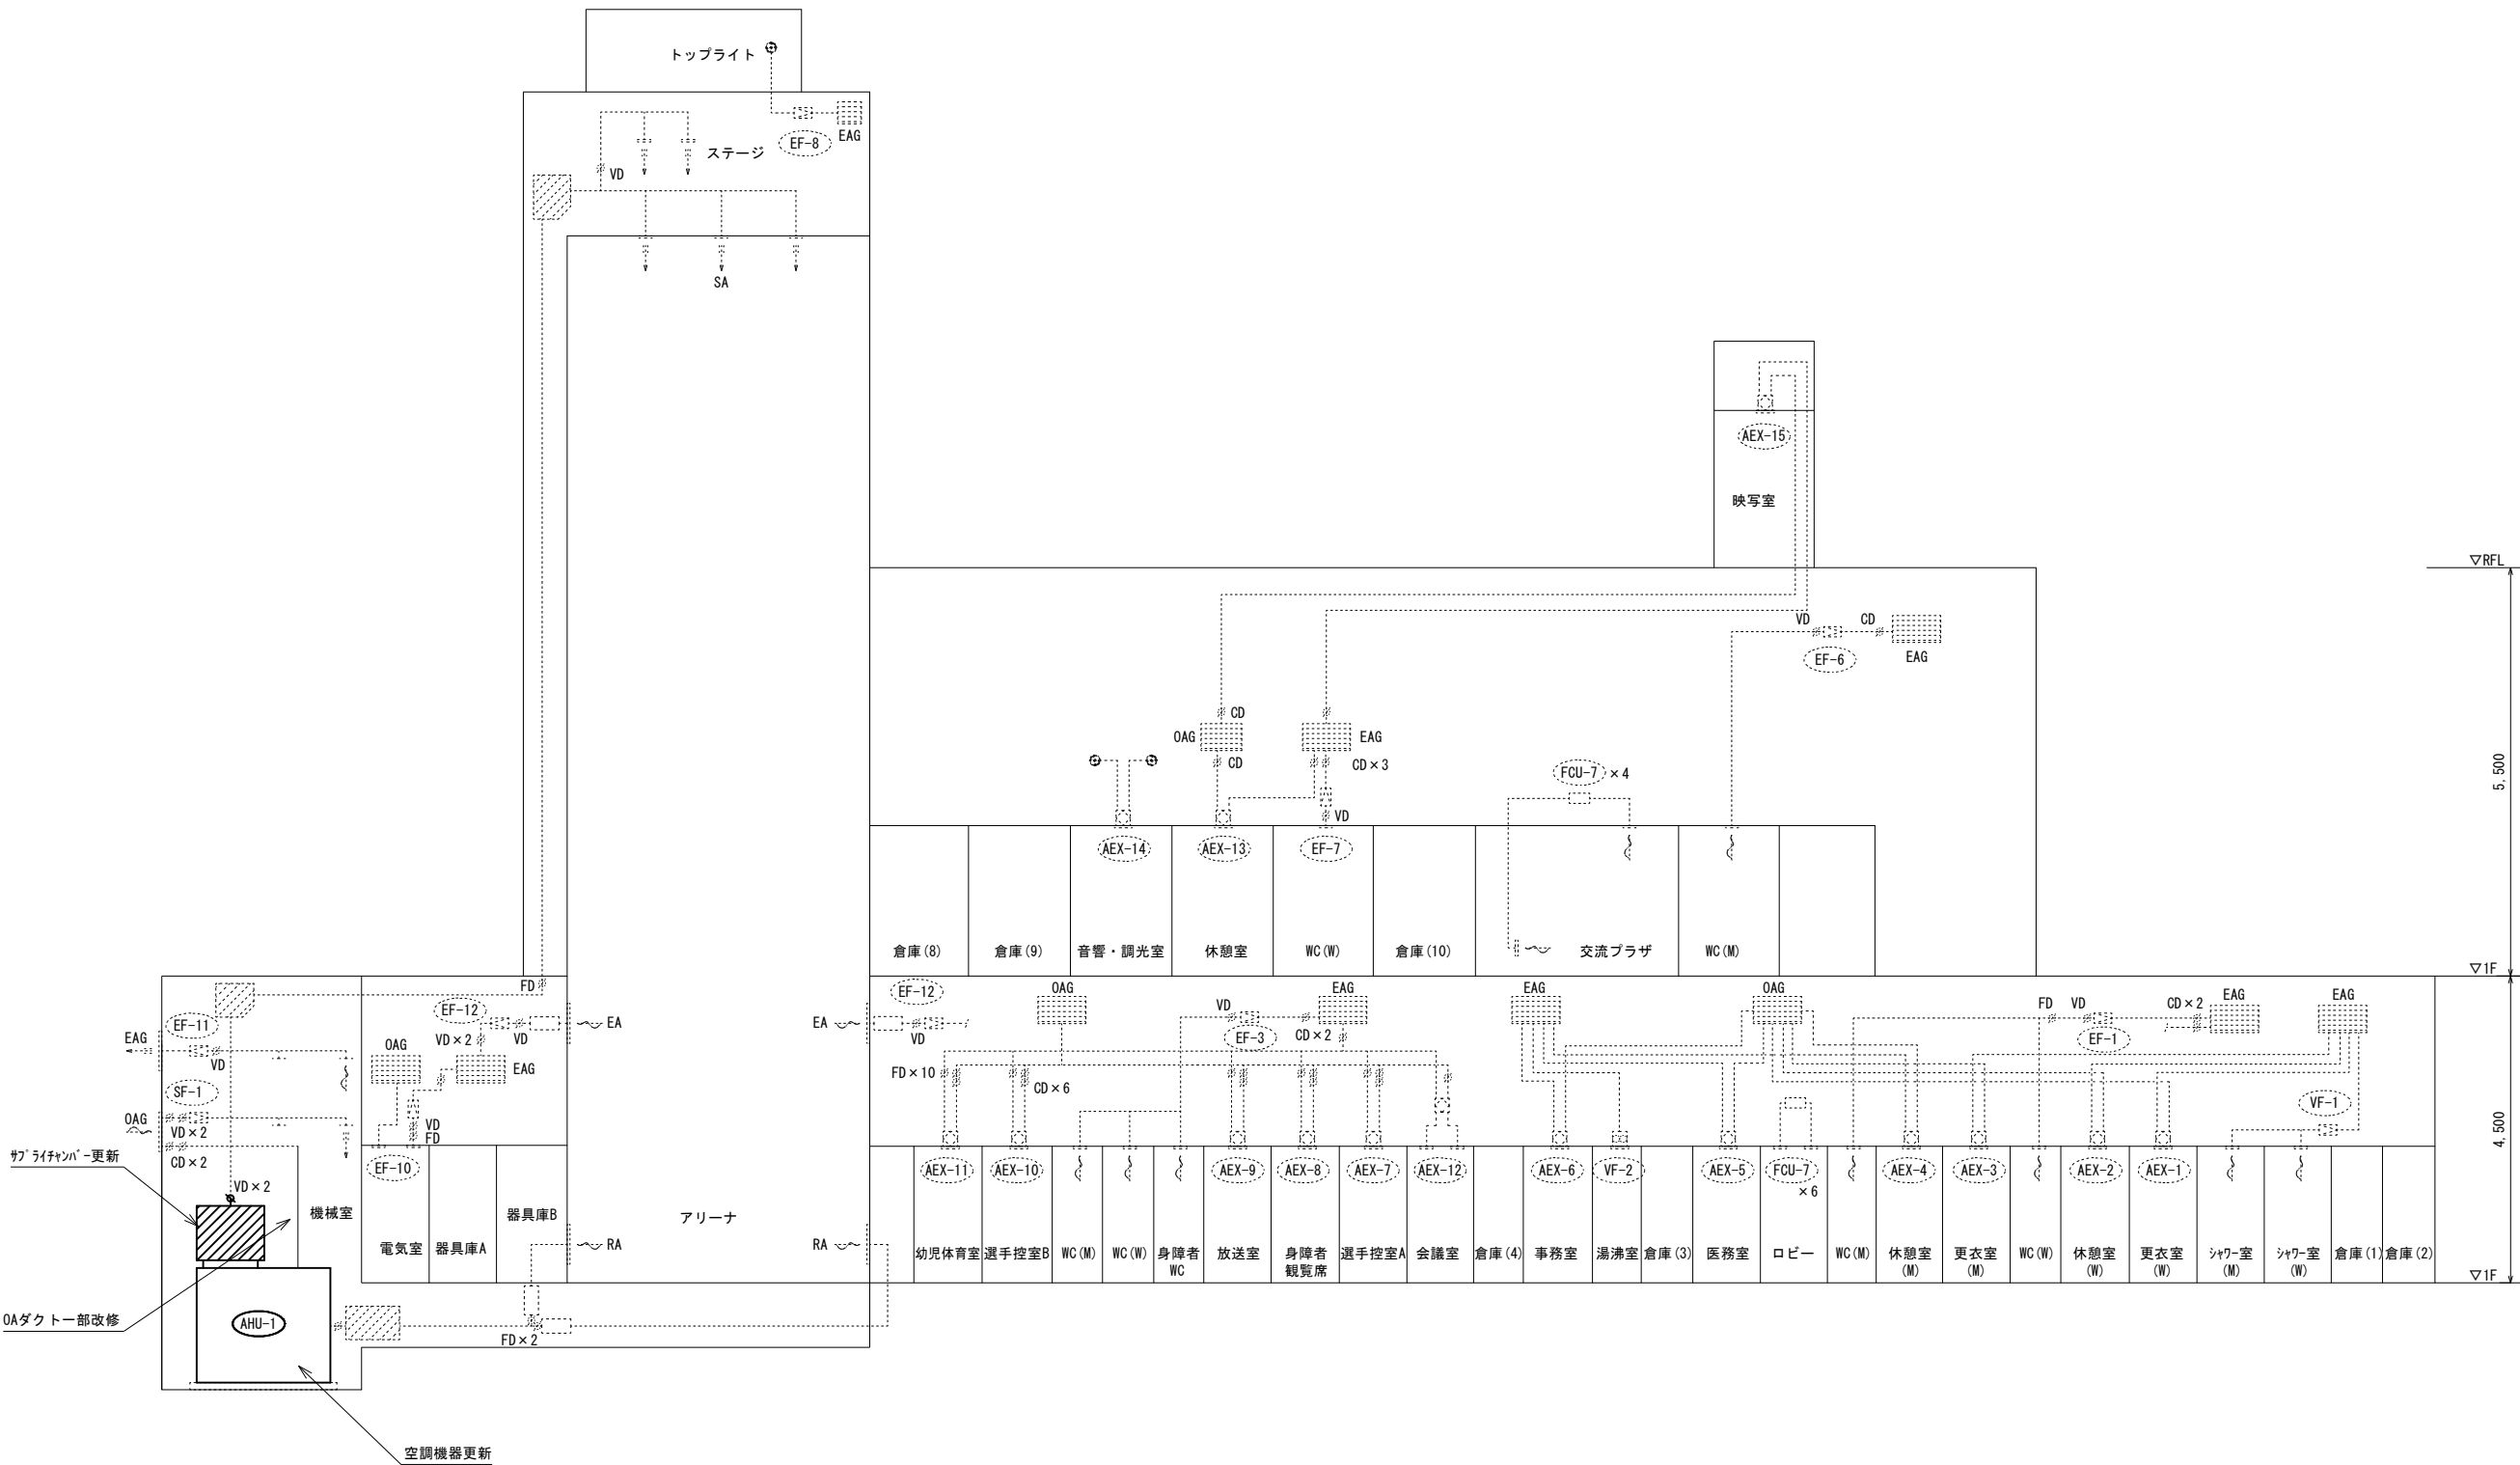 トップライト
EF-8
EAG
ステージ
VD
SA
AEX-15
映写室
▽RFL
VD
CD
EF-6
EAG
CD
OAG
EAG
CD
CD×3
FCU-7
×4
5,500
VD
AEX-14
AEX-13
EF-7
倉庫(8)
倉庫(9)
音響・調光室
休憩室
WC(W)
倉庫(10)
交流プラザ
WC(M)
▽1F
FD
EF-12
EF-12
OAG
EAG
EAG
OAG
EAG
EAG
EF-11
EAG
VD
EA
EA
VD
VD×2
VD
OAG
EAG
VD
EF-3
CD×2
FD
VD
CD×2
EF-1
FD×10
CD×6
SF-1
OAG
VD×2
CD×2
VD
FD
VF-1
4,500
サプライチャンバー更新
EF-10
VD×2
機械室
電気室
器具庫A
器具庫B
アリーナ
RA
RA
AEX-11
AEX-10
AEX-9
AEX-8
AEX-7
AEX-12
AEX-6
VF-2
AEX-5
FCU-7
×6
AEX-4
AEX-3
AEX-2
AEX-1
幼児体育室
選手控室B
WC(M)
WC(W)
身障者
WC
放送室
身障者
観覧席
選手控室A
会議室
倉庫(4)
事務室
湯沸室
倉庫(3)
医務室
ロビー
WC(M)
休憩室
(M)
更衣室
(M)
WC(W)
休憩室
(W)
更衣室
(W)
シャワー室
(M)
シャワー室
(W)
倉庫(1)
倉庫(2)
▽1F
OAダクト一部改修
AHU-1
FD×2
空調機器更新